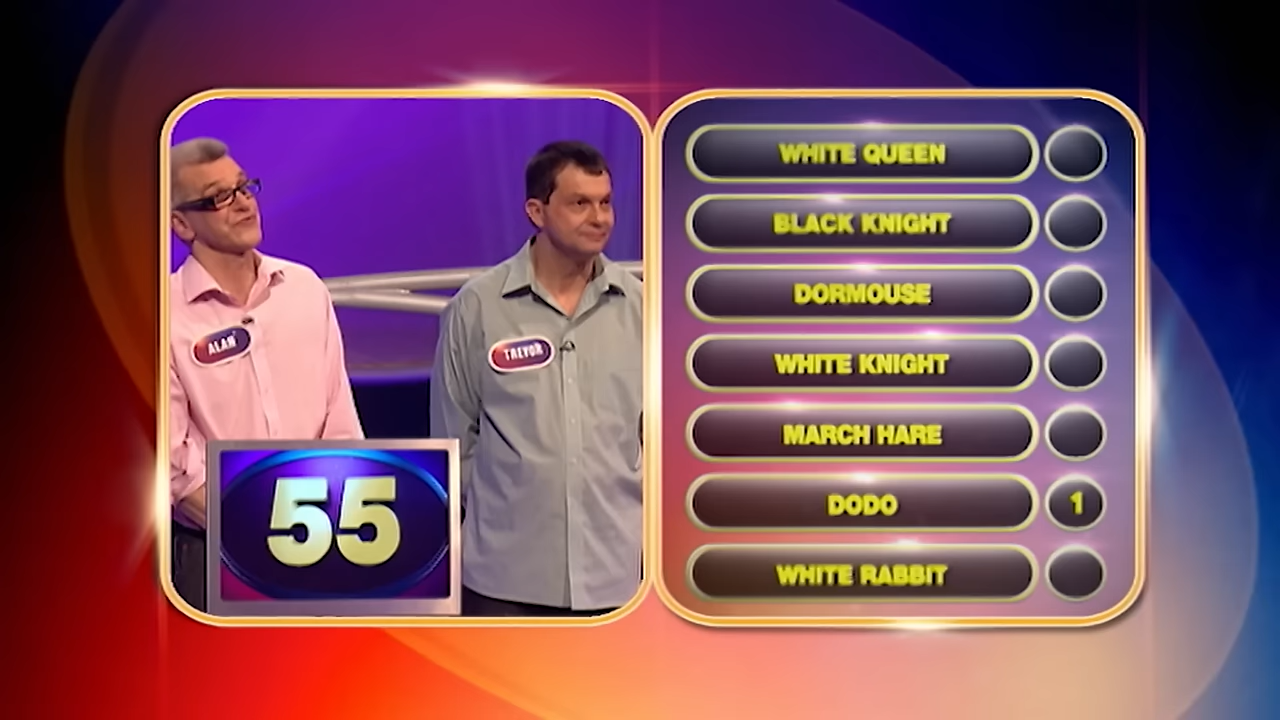 ALAN
TREVOR
55
WHITE QUEEN
BLACK KNIGHT
DORMOUSE
WHITE KNIGHT
MARCH HARE
DODO 1
WHITE RABBIT